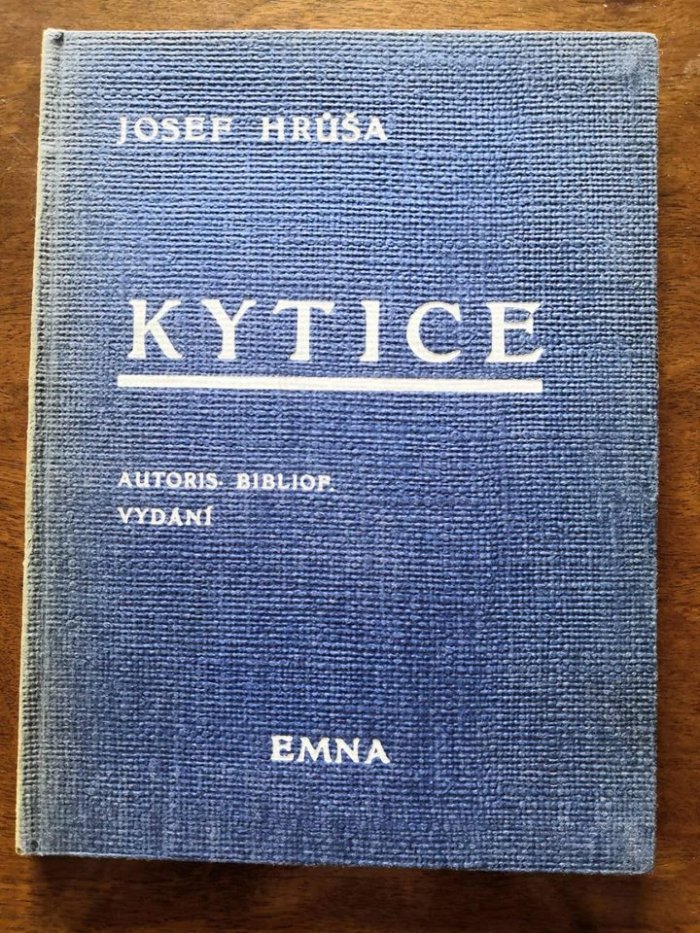 JOSEF HRŮŠA
KYTICE
AUTORIS. BIBLIOF.
VYDÁNÍ
EMNA